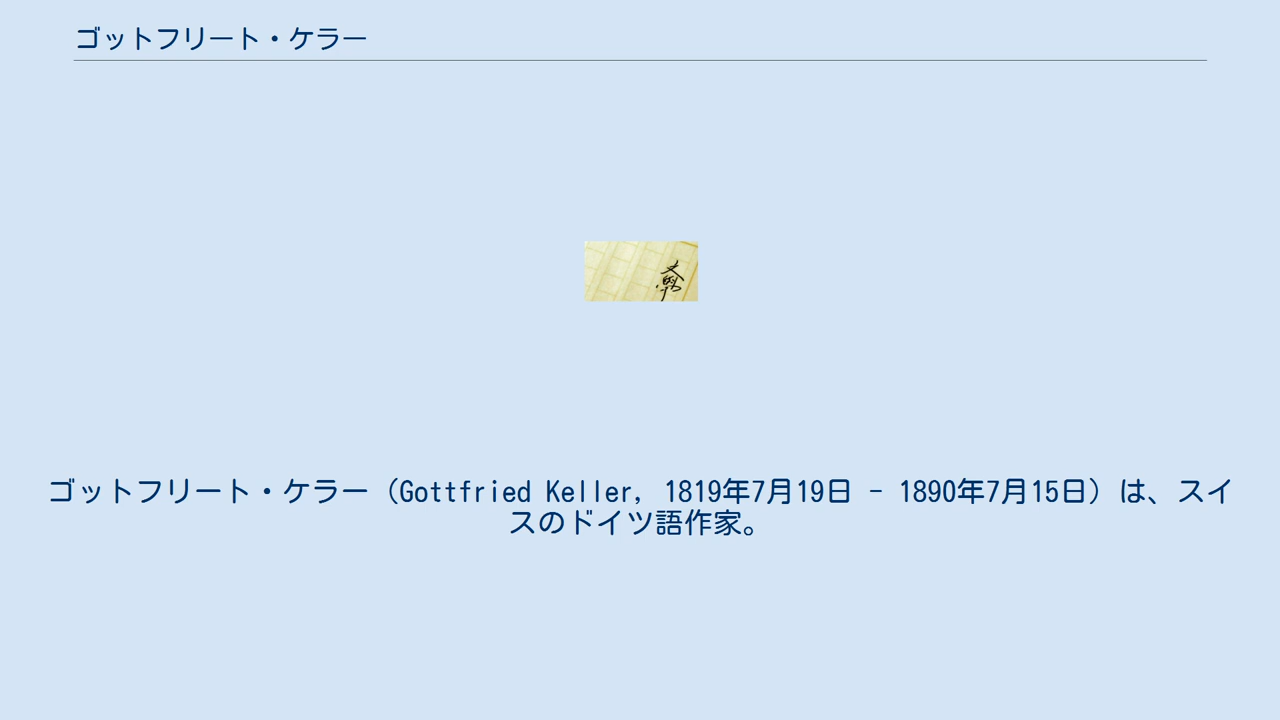 ゴットフリート・ケラー
ゴットフリート・ケラー（Gottfried Keller, 1819年7月19日 - 1890年7月15日）は、スイ
スのドイツ語作家。